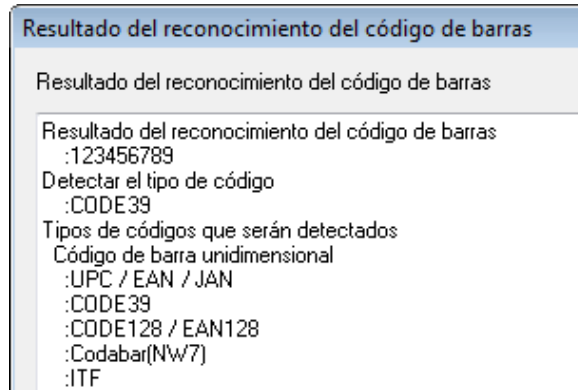 Resultado del reconocimiento del código de barras
Resultado del reconocimiento del código de barras
Resultado del reconocimiento del código de barras
:123456789
Detectar el tipo de código
:CODE39
Tipos de códigos que serán detectados
Código de barra unidimensional
:UPC / EAN / JAN
:CODE39
:CODE128 / EAN128
:Codabar(NW7)
:ITF